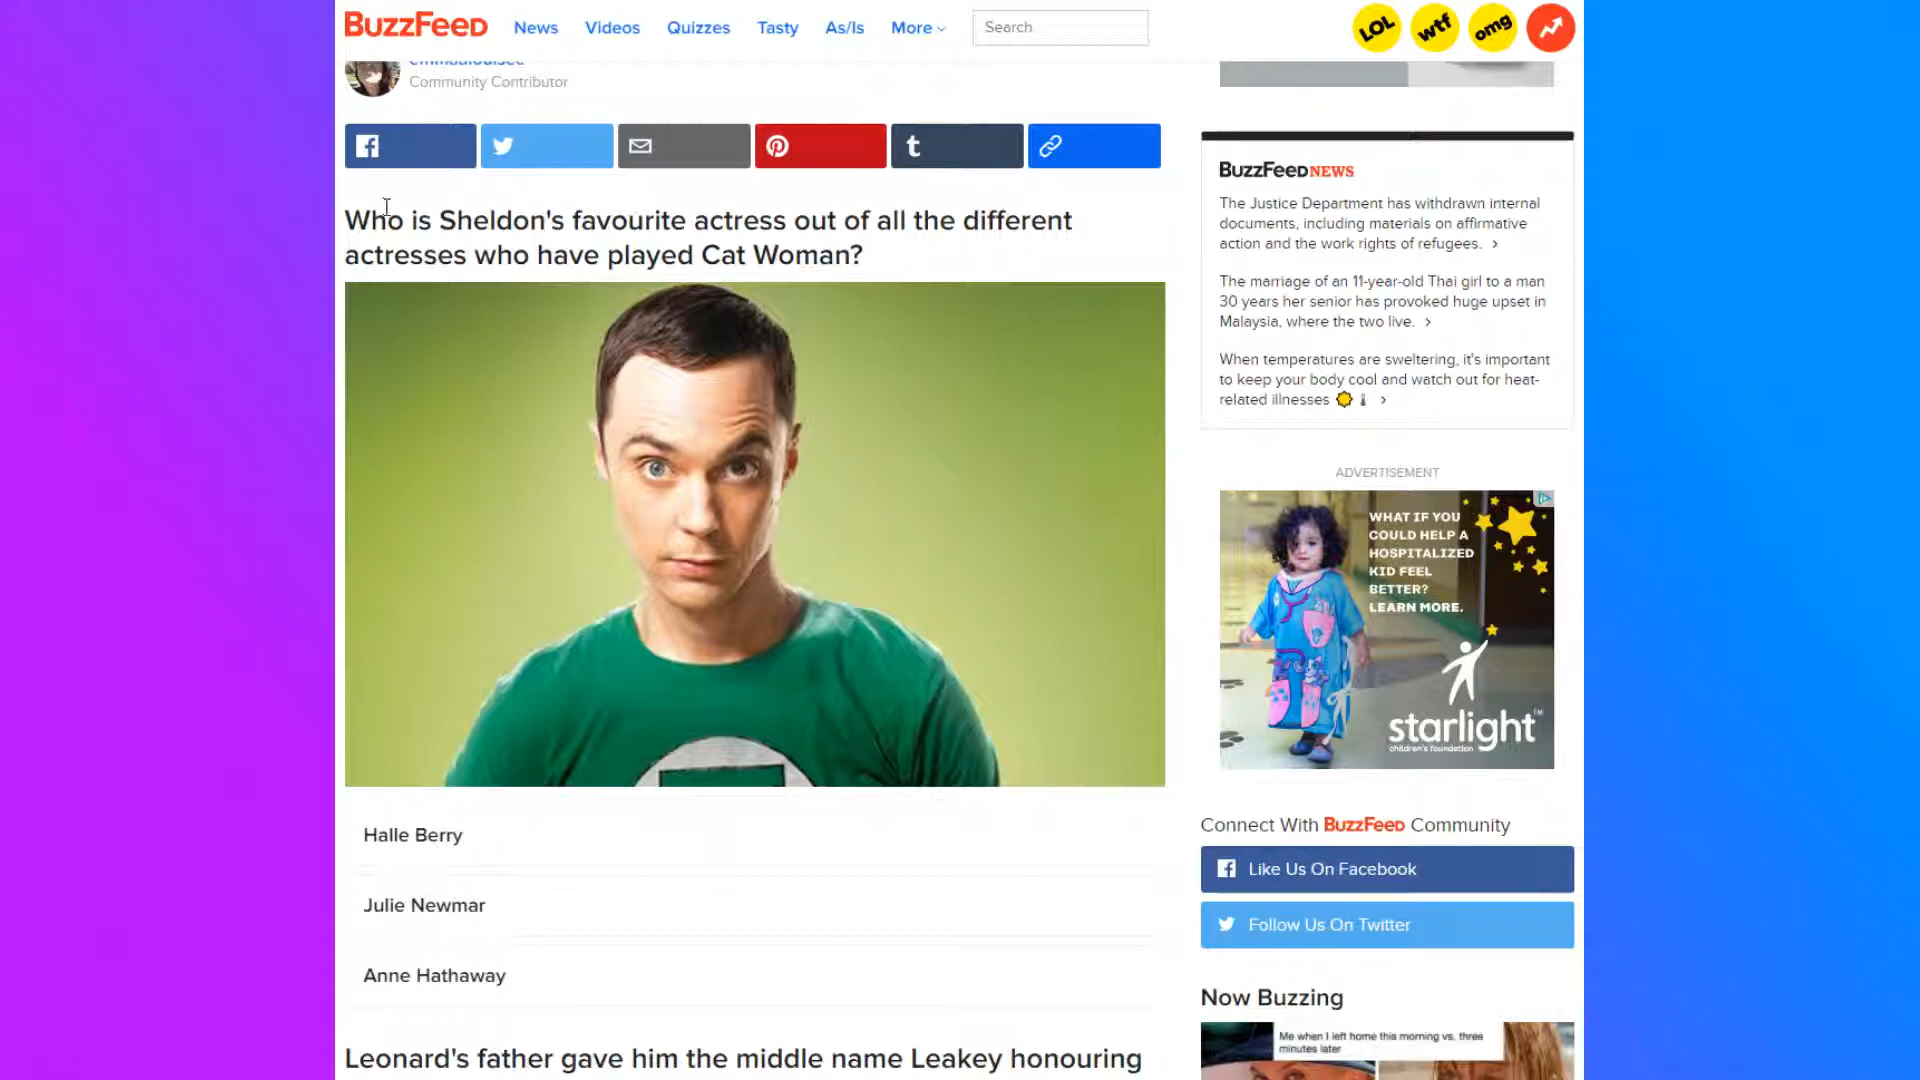 BuzzFeed News Videos Quizzes Tasty As/Is More Search LOL wtf omg
Community Contributor
Who is Sheldon's favourite actress out of all the different
actresses who have played Cat Woman?
Halle Berry
Julie Newmar
Anne Hathaway
Leonard's father gave him the middle name Leakey honouring
BuzzFeed NEWS
The Justice Department has withdrawn internal
documents, including materials on affirmative
action and the work rights of refugees. >
The marriage of an 11-year-old Thai girl to a man
30 years her senior has provoked huge upset in
Malaysia, where the two live. >
When temperatures are sweltering, it's important
to keep your body cool and watch out for heat-
related illnesses >
ADVERTISEMENT
WHAT IF YOU
COULD HELP A
HOSPITALIZED
KID FEEL
BETTER?
LEARN MORE.
starlight™
children's foundation
Connect With BuzzFeed Community
Like Us On Facebook
Follow Us On Twitter
Now Buzzing
Me when I left home this morning vs. three
minutes later